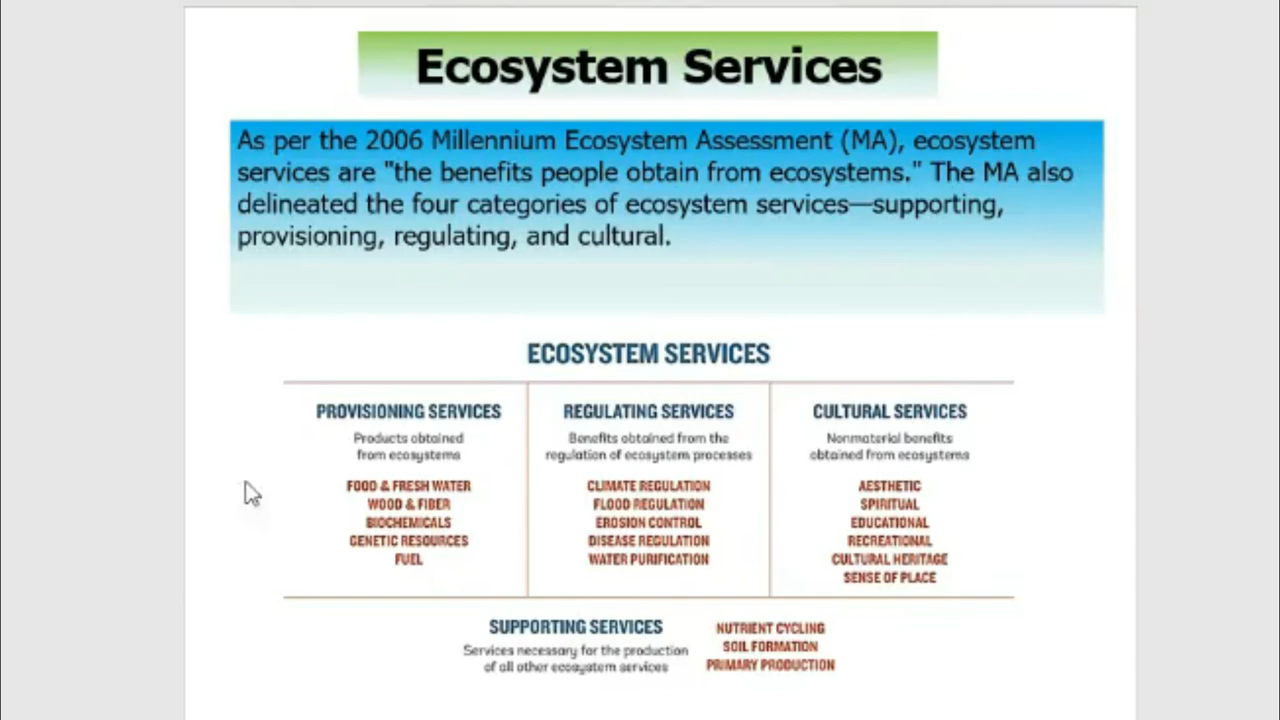 Ecosystem Services
As per the 2006 Millennium Ecosystem Assessment (MA), ecosystem
services are "the benefits people obtain from ecosystems." The MA also
delineated the four categories of ecosystem services—supporting,
provisioning, regulating, and cultural.
ECOSYSTEM SERVICES
PROVISIONING SERVICES
Products obtained
from ecosystems
FOOD & FRESH WATER
WOOD & FIBER
BIOCHEMICALS
GENETIC RESOURCES
FUEL
REGULATING SERVICES
Benefits obtained from the
regulation of ecosystem processes
CLIMATE REGULATION
FLOOD REGULATION
EROSION CONTROL
DISEASE REGULATION
WATER PURIFICATION
CULTURAL SERVICES
Nonmaterial benefits
obtained from ecosystems
AESTHETIC
SPIRITUAL
EDUCATIONAL
RECREATIONAL
CULTURAL HERITAGE
SENSE OF PLACE
SUPPORTING SERVICES
Services necessary for the production
of all other ecosystem services
NUTRIENT CYCLING
SOIL FORMATION
PRIMARY PRODUCTION